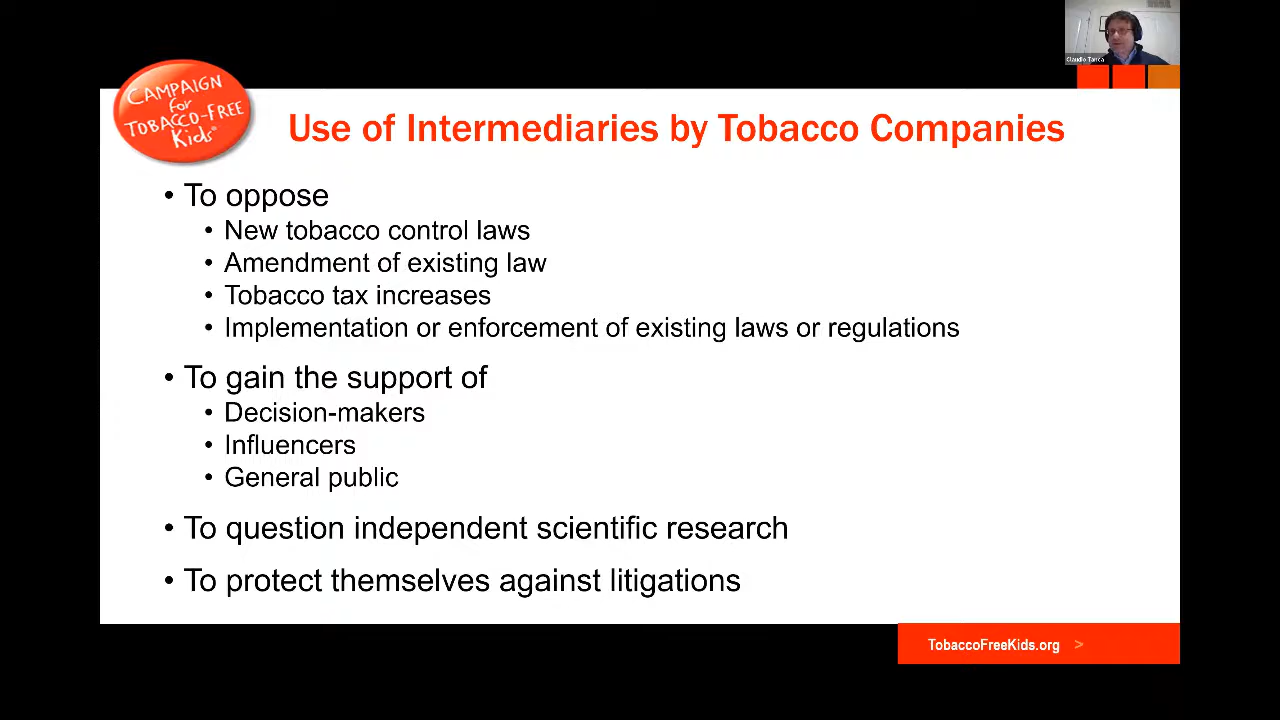 Claudio Tanca
CAMPAIGN
for
TOBACCO-FREE
Kids®
Use of Intermediaries by Tobacco Companies
• To oppose
• New tobacco control laws
• Amendment of existing law
• Tobacco tax increases
• Implementation or enforcement of existing laws or regulations
• To gain the support of
• Decision-makers
• Influencers
• General public
• To question independent scientific research
• To protect themselves against litigations
TobaccoFreeKids.org >